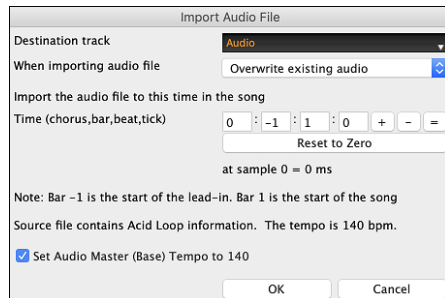 Import Audio File
Destination track
Audio
When importing audio file
Overwrite existing audio
Import the audio file to this time in the song
Time (chorus,bar,beat,tick)
0 : -1 : 1 : 0 + - =
Reset to Zero
at sample 0 = 0 ms
Note: Bar -1 is the start of the lead-in. Bar 1 is the start of the song
Source file contains Acid Loop information. The tempo is 140 bpm.
Set Audio Master (Base) Tempo to 140
OK Cancel